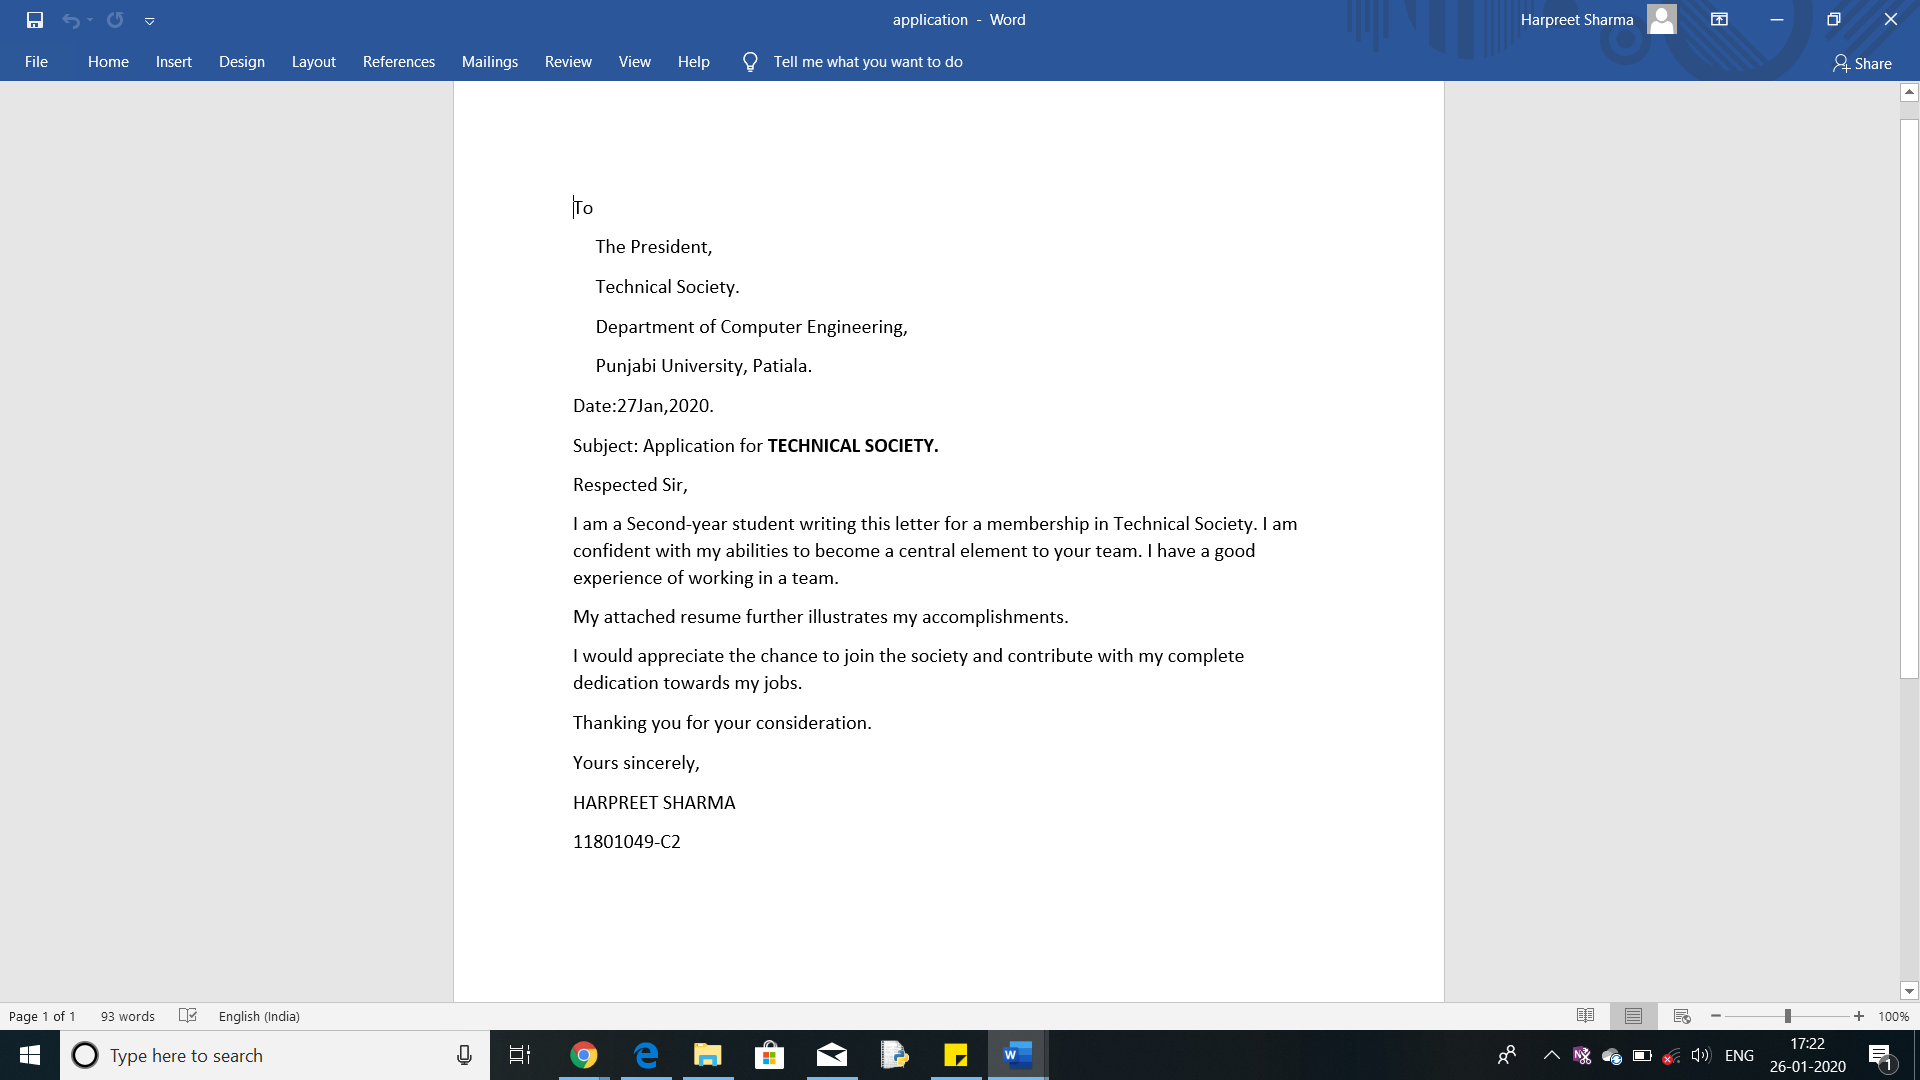 application - Word
Harpreet Sharma
File Home Insert Design Layout References Mailings Review View Help Tell me what you want to do
Share
To
The President,
Technical Society.
Department of Computer Engineering,
Punjabi University, Patiala.
Date:27Jan,2020.
Subject: Application for TECHNICAL SOCIETY.
Respected Sir,
I am a Second-year student writing this letter for a membership in Technical Society. I am
confident with my abilities to become a central element to your team. I have a good
experience of working in a team.
My attached resume further illustrates my accomplishments.
I would appreciate the chance to join the society and contribute with my complete
dedication towards my jobs.
Thanking you for your consideration.
Yours sincerely,
HARPREET SHARMA
11801049-C2
Page 1 of 1 93 words English (India) 100%
Type here to search
ENG
17:22
26-01-2020
1